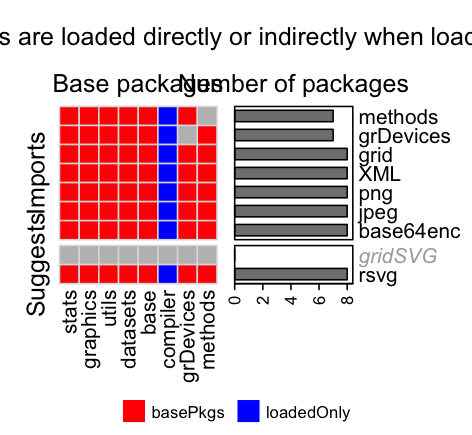 s are loaded directly or indirectly when load
Base packages
Number of packages
Imports
Suggests
methods
grDevices
grid
XML
png
jpeg
base64enc
gridSVG
rsvg
0 2 4 6 8
stats
graphics
utils
datasets
base
compiler
grDevices
methods
basePkgs
loadedOnly